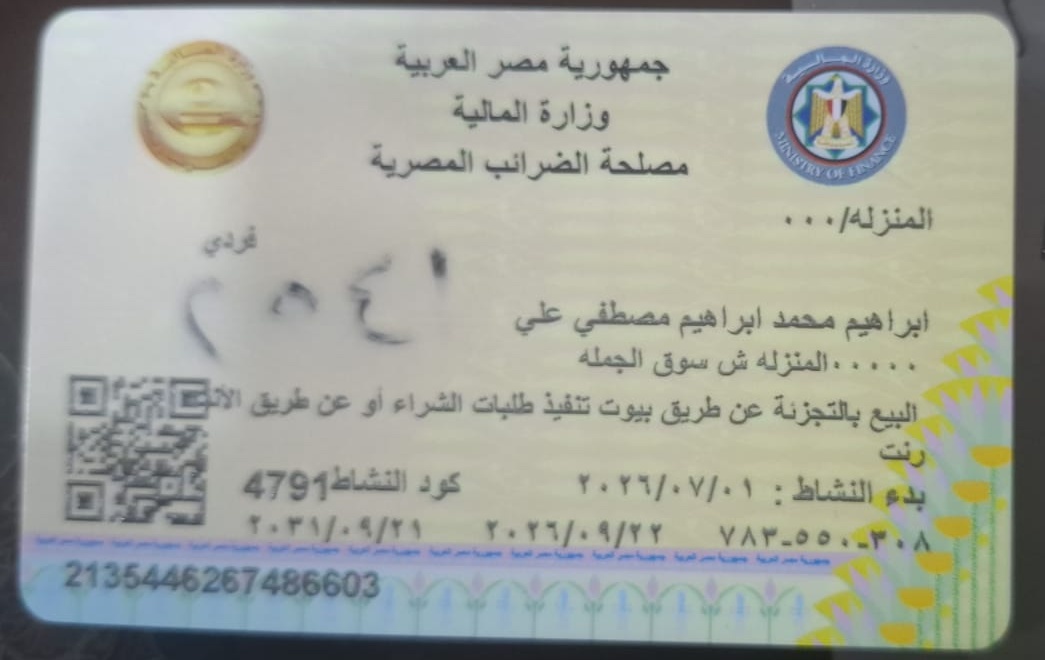 جمهورية مصر العربية
وزارة المالية
مصلحة الضرائب المصرية
وزارة المالية
MINISTRY OF FINANCE
المنزله/٠٠٠
فردي
ابراهيم محمد ابراهيم مصطفي علي
٠٠٠٠٠المنزله ش سوق الجمله
البيع بالتجزئة عن طريق بيوت تنفيذ طلبات الشراء أو عن طريق
رنت
بدء النشاط : ٢٠٢٦/٠٧/٠١ كود النشاط 4791
٣٠٨-٥٥٠-٧٨٣ ٢٠٢٦/٠٩/٢٢ ٢٠٣١/٠٩/٢١
2135446267486603